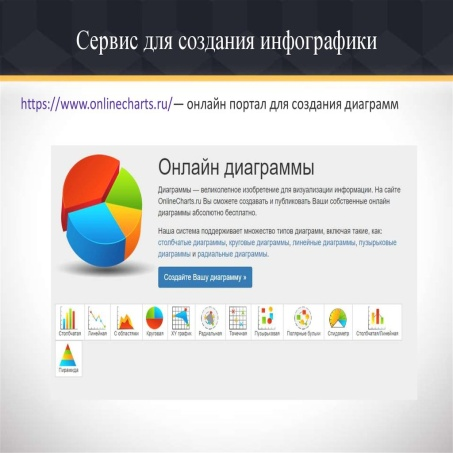 Сервис для создания инфографики
https://www.onlinecharts.ru/— онлайн портал для создания диаграмм
Онлайн диаграммы
Диаграммы — великолепное изобретение для визуализации информации. На сайте
OnlineCharts.ru Вы сможете создавать и публиковать Ваши собственные онлайн
диаграммы абсолютно бесплатно.
Наша система поддерживает множество типов диаграмм, включая такие, как:
столбчатые диаграммы, круговые диаграммы, линейные диаграммы, пузырьковые
диаграммы и радиальные диаграммы.
Создайте Вашу диаграмму »
Столбчатая Линейная С областями Круговая XY график Радиальная Точечная Пузырьковая Полярные бульки Спидометр Столбчатая/Линейная
Пирамида